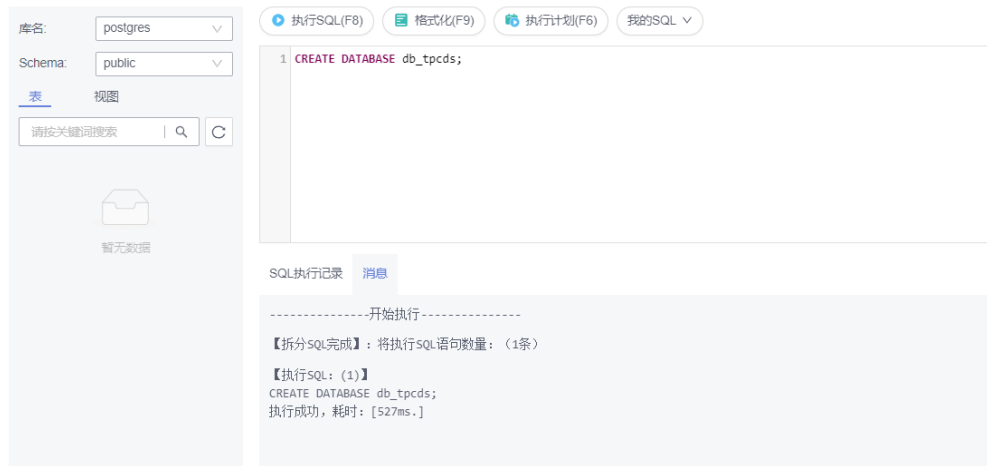 库名: postgres
Schema: public
表 视图
请按关键词搜索
暂无数据
执行SQL(F8) 格式化(F9) 执行计划(F6) 我的SQL
1 CREATE DATABASE db_tpcds;
SQL执行记录 消息
---------------开始执行---------------
【拆分SQL完成】：将执行SQL语句数量：（1条）
【执行SQL：(1)】
CREATE DATABASE db_tpcds;
执行成功，耗时：[527ms.]